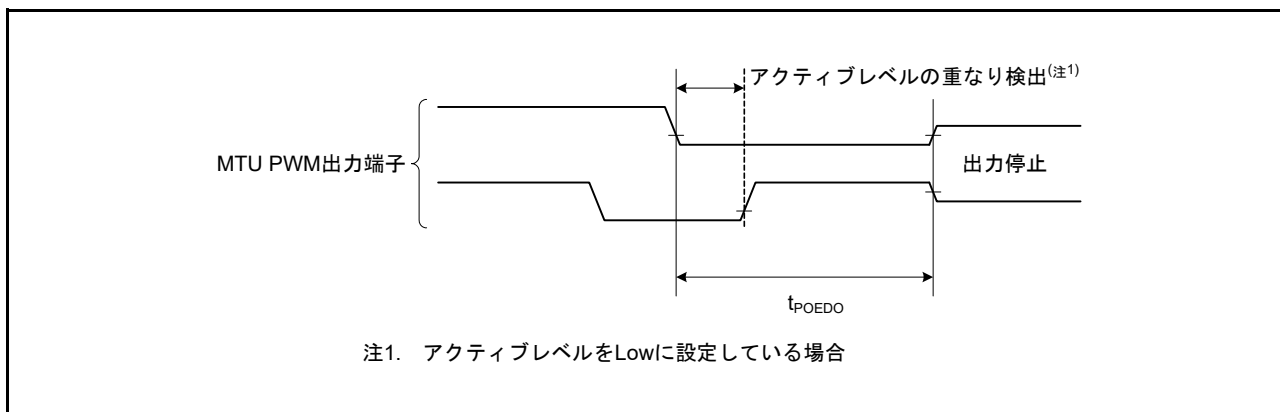 アクティブレベルの重なり検出(注1)
MTU PWM出力端子
出力停止
tPOEDO
注1. アクティブレベルをLowに設定している場合